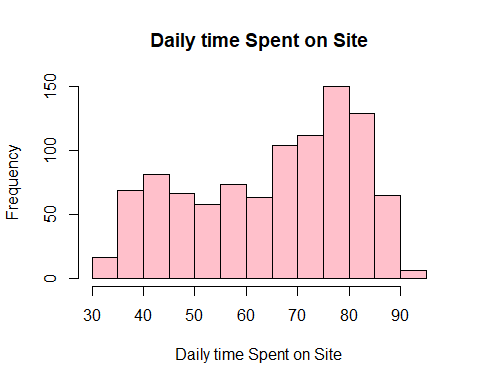 Daily time Spent on Site
Frequency
150
100
50
0
30 40 50 60 70 80 90
Daily time Spent on Site